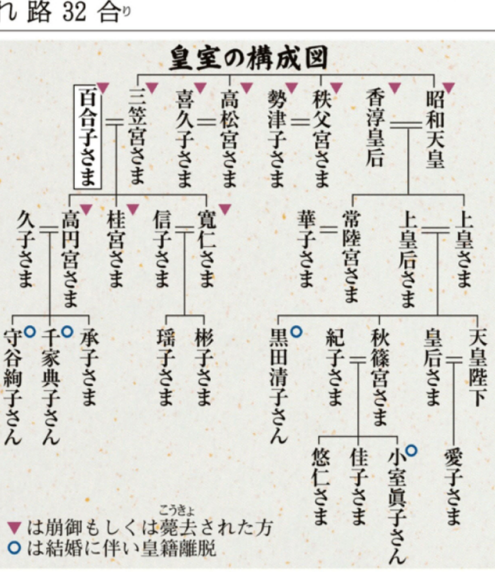 れ 路 32 合り
皇室の構成図
昭和天皇
香淳皇后
秩父宮さま
勢津子さま
高松宮さま
喜久子さま
三笠宮さま
百合子さま
上皇さま
上皇后さま
常陸宮さま
華子さま
寛仁さま
信子さま
桂宮さま
高円宮さま
久子さま
天皇陛下
皇后さま
秋篠宮さま
紀子さま
黒田清子さん
彬子さま
瑶子さま
承子さま
千家典子さん
守谷絢子さん
愛子さま
小室眞子さん
佳子さま
悠仁さま
こうきょ
▼は崩御もしくは薨去された方
○は結婚に伴い皇籍離脱